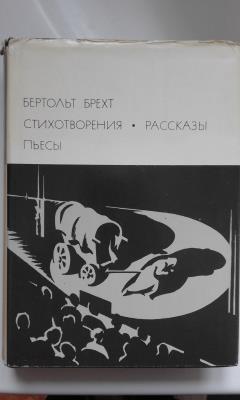 БЕРТОЛЬТ БРЕХТ
СТИХОТВОРЕНИЯ • РАССКАЗЫ
ПЬЕСЫ